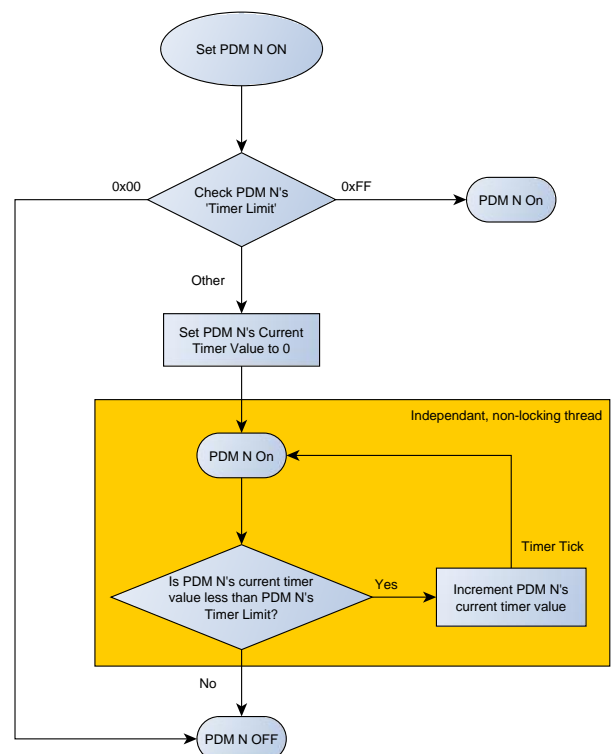 Set PDM N ON
0x00
Check PDM N's
'Timer Limit'
0xFF
PDM N On
Other
Set PDM N's Current
Timer Value to 0
Independant, non-locking thread
PDM N On
Timer Tick
Is PDM N's current timer
value less than PDM N's
Timer Limit?
Yes
Increment PDM N's
current timer value
No
PDM N OFF